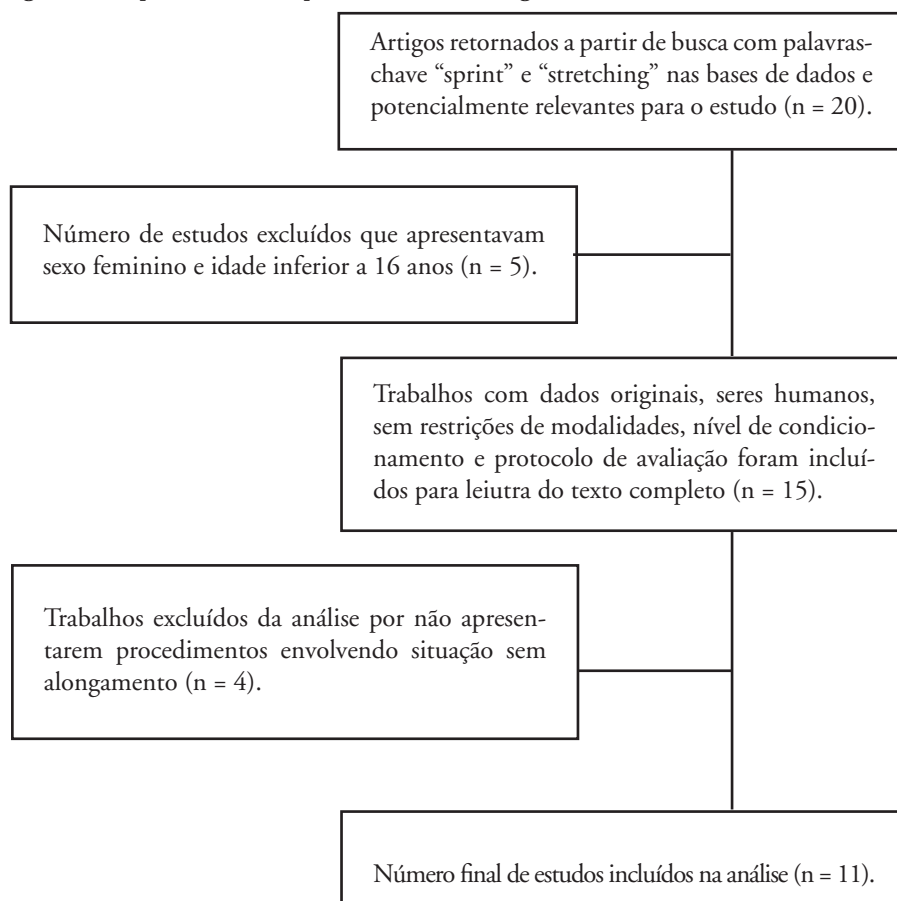 Artigos retornados a partir de busca com palavras-
chave “sprint” e “stretching” nas bases de dados e
potencialmente relevantes para o estudo (n = 20).
Número de estudos excluídos que apresentavam
sexo feminino e idade inferior a 16 anos (n = 5).
Trabalhos com dados originais, seres humanos,
sem restrições de modalidades, nível de condicio-
namento e protocolo de avaliação foram incluí-
dos para leiutra do texto completo (n = 15).
Trabalhos excluídos da análise por não apresen-
tarem procedimentos envolvendo situação sem
alongamento (n = 4).
Número final de estudos incluídos na análise (n = 11).